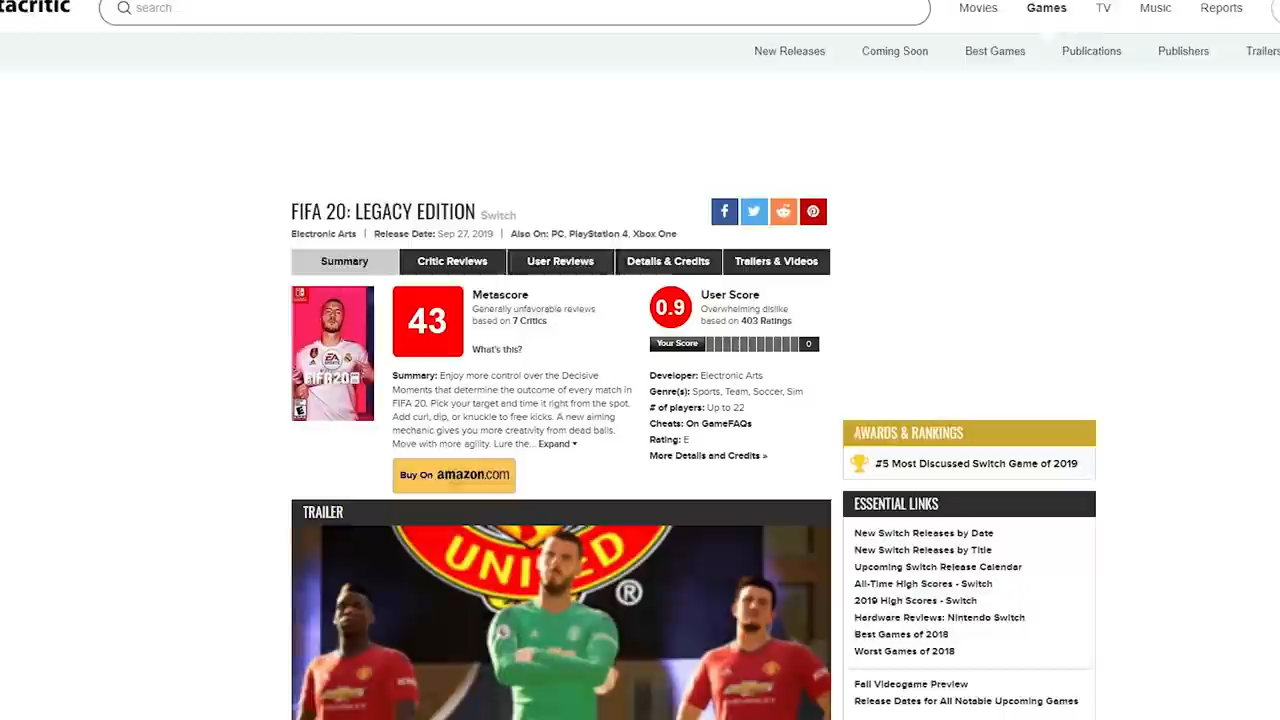 tacritic
search
Movies Games TV Music Reports
New Releases Coming Soon Best Games Publications Publishers Trailers
FIFA 20: LEGACY EDITION Switch
Electronic Arts | Release Date: Sep 27, 2019 | Also On: PC, PlayStation 4, Xbox One
Summary Critic Reviews User Reviews Details & Credits Trailers & Videos
43
Metascore
Generally unfavorable reviews
based on 7 Critics
What's this?
0.9
User Score
Overwhelming dislike
based on 403 Ratings
Your Score 0
EA
SPORTS
FIFA 20
E
Summary: Enjoy more control over the Decisive
Moments that determine the outcome of every match in
FIFA 20. Pick your target and time it right from the spot.
Add curl, dip, or knuckle to free kicks. A new aiming
mechanic gives you more creativity from dead balls.
Move with more agility. Lure the... Expand
Buy On amazon.com
Developer: Electronic Arts
Genre(s): Sports, Team, Soccer, Sim
# of players: Up to 22
Cheats: On GameFAQs
Rating: E
More Details and Credits »
TRAILER
UNITED ®
CHEVROLET
AWARDS & RANKINGS
#5 Most Discussed Switch Game of 2019
ESSENTIAL LINKS
New Switch Releases by Date
New Switch Releases by Title
Upcoming Switch Release Calendar
All-Time High Scores - Switch
2019 High Scores - Switch
Hardware Reviews: Nintendo Switch
Best Games of 2018
Worst Games of 2018
Fall Videogame Preview
Release Dates for All Notable Upcoming Games